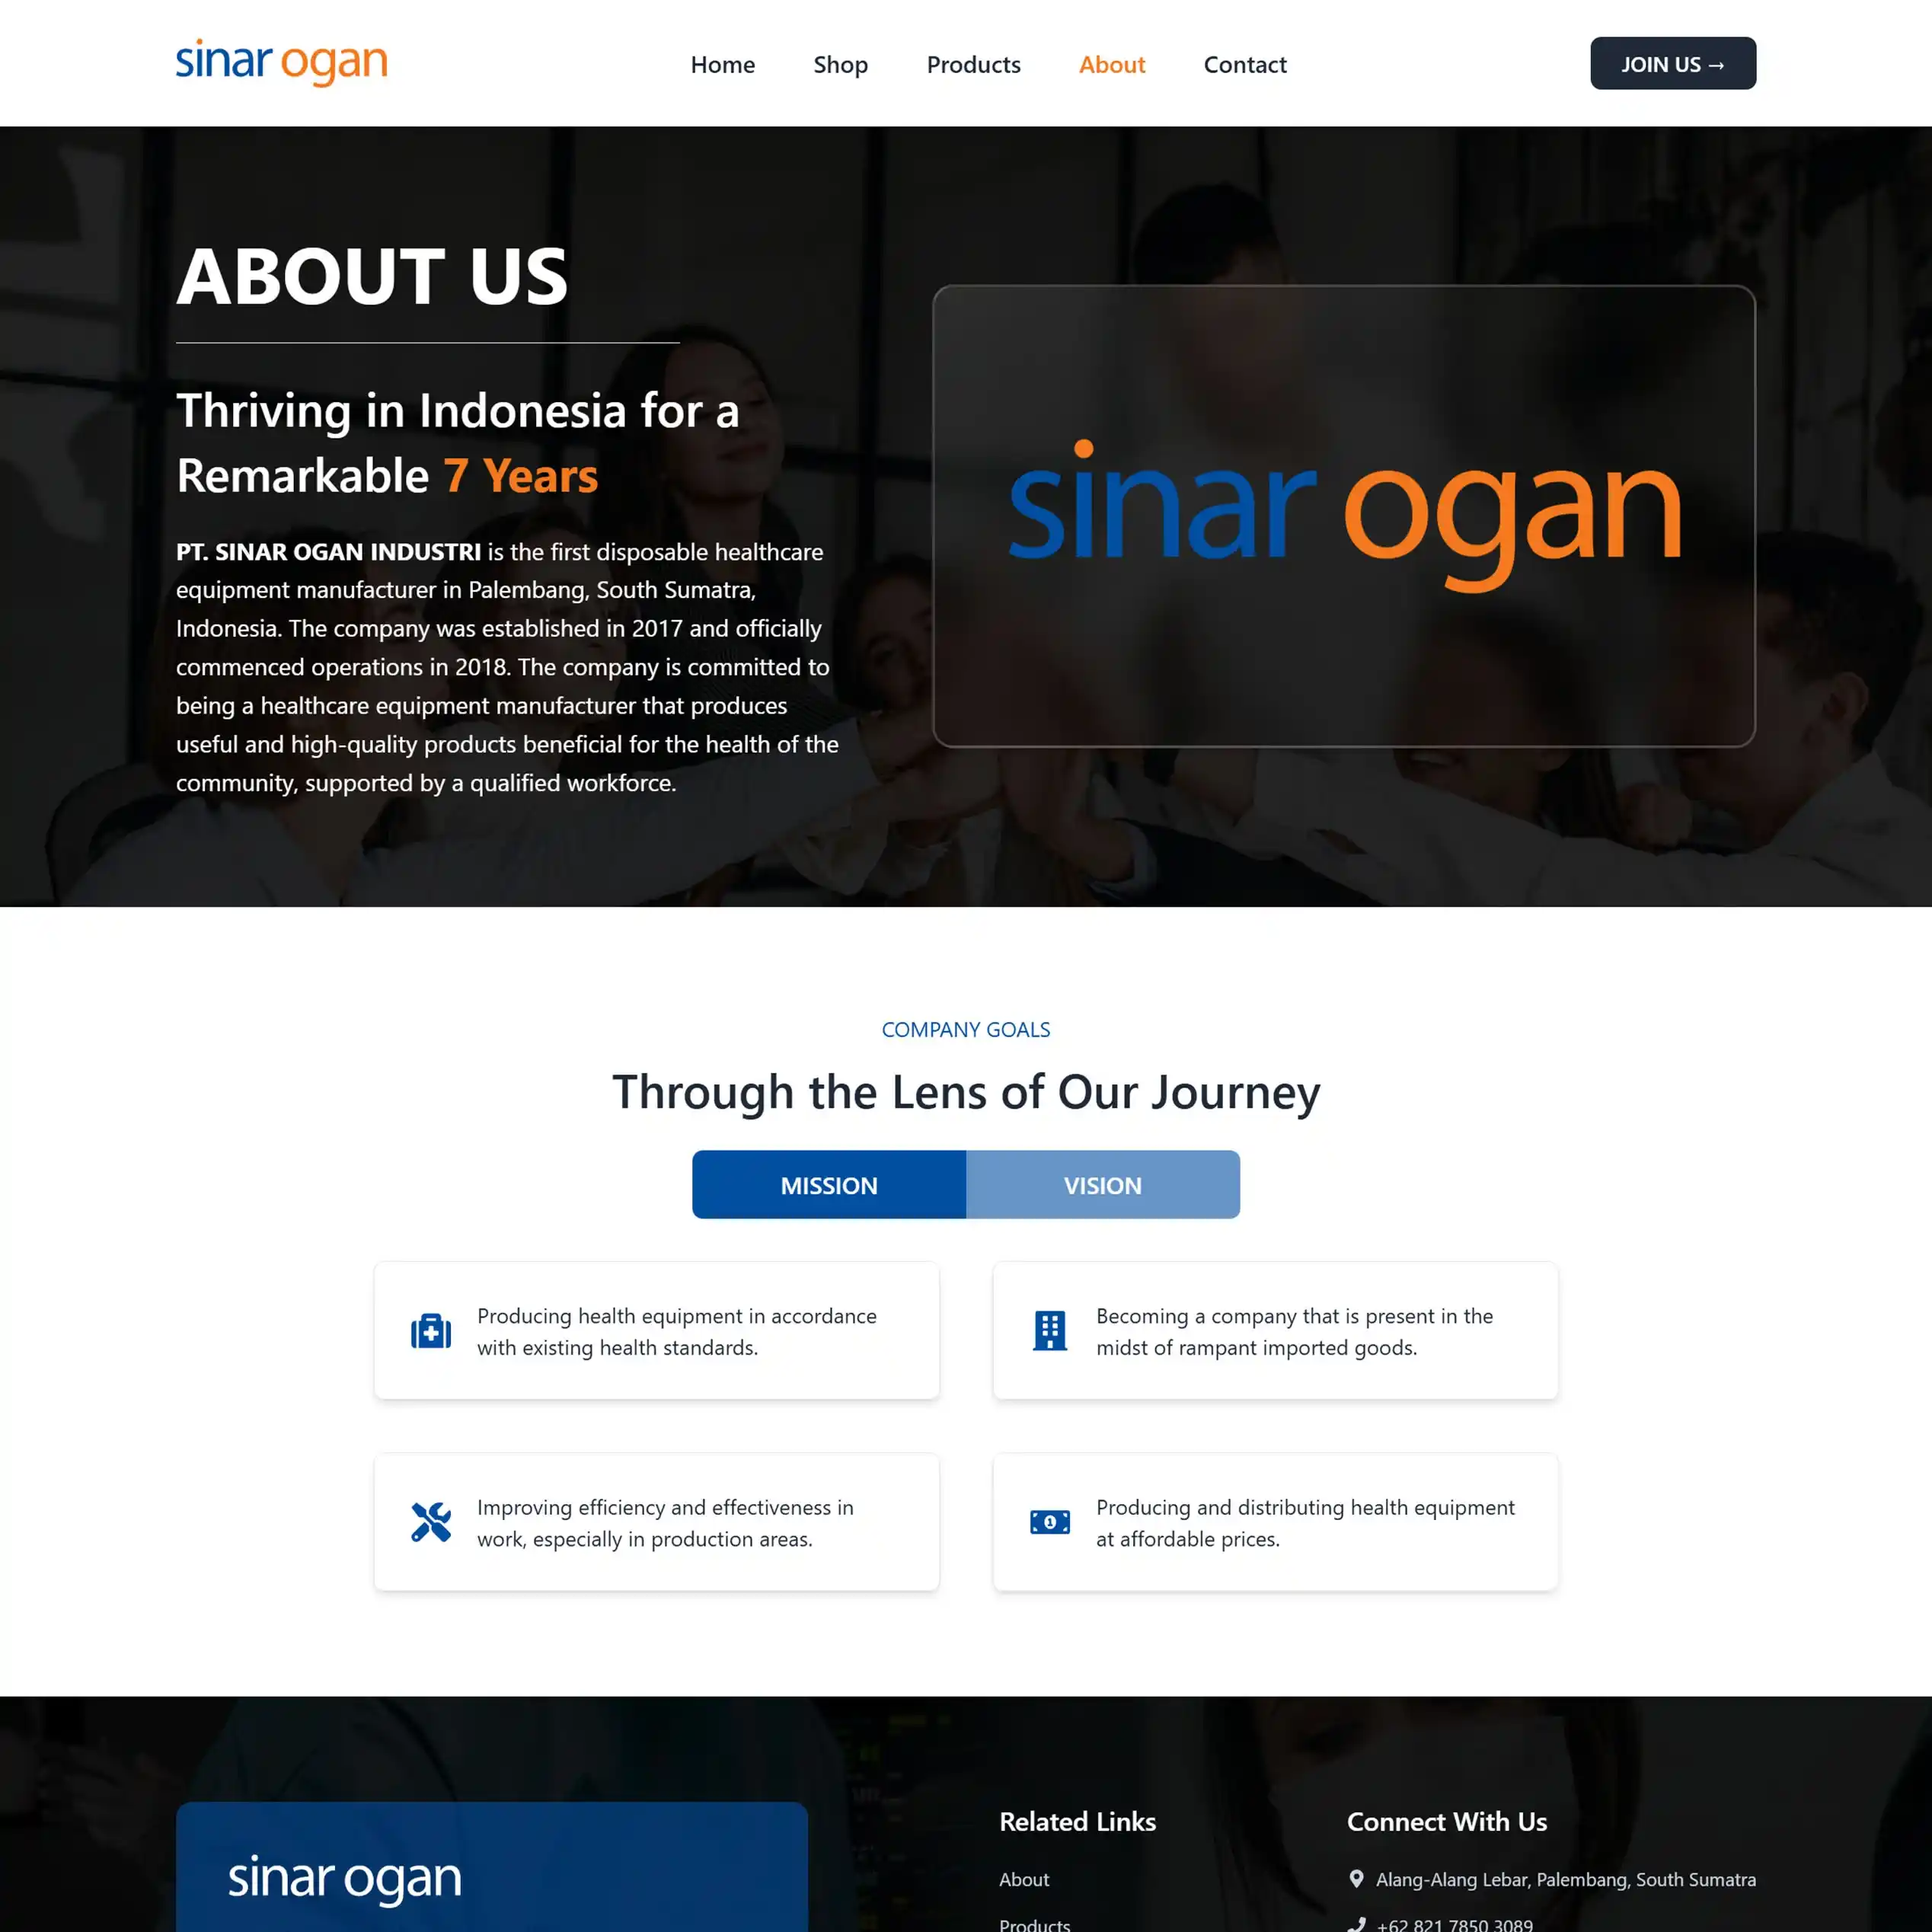 sinar ogan
Home
Shop
Products
About
Contact
JOIN US →
ABOUT US
Thriving in Indonesia for a
Remarkable 7 Years
PT. SINAR OGAN INDUSTRI is the first disposable healthcare
equipment manufacturer in Palembang, South Sumatra,
Indonesia. The company was established in 2017 and officially
commenced operations in 2018. The company is committed to
being a healthcare equipment manufacturer that produces
useful and high-quality products beneficial for the health of the
community, supported by a qualified workforce.
sinar ogan
COMPANY GOALS
Through the Lens of Our Journey
MISSION
VISION
Producing health equipment in accordance
with existing health standards.
Becoming a company that is present in the
midst of rampant imported goods.
Improving efficiency and effectiveness in
work, especially in production areas.
1
Producing and distributing health equipment
at affordable prices.
sinar ogan
Related Links
About
Products
Connect With Us
Alang-Alang Lebar, Palembang, South Sumatra
+62 821 7850 3089